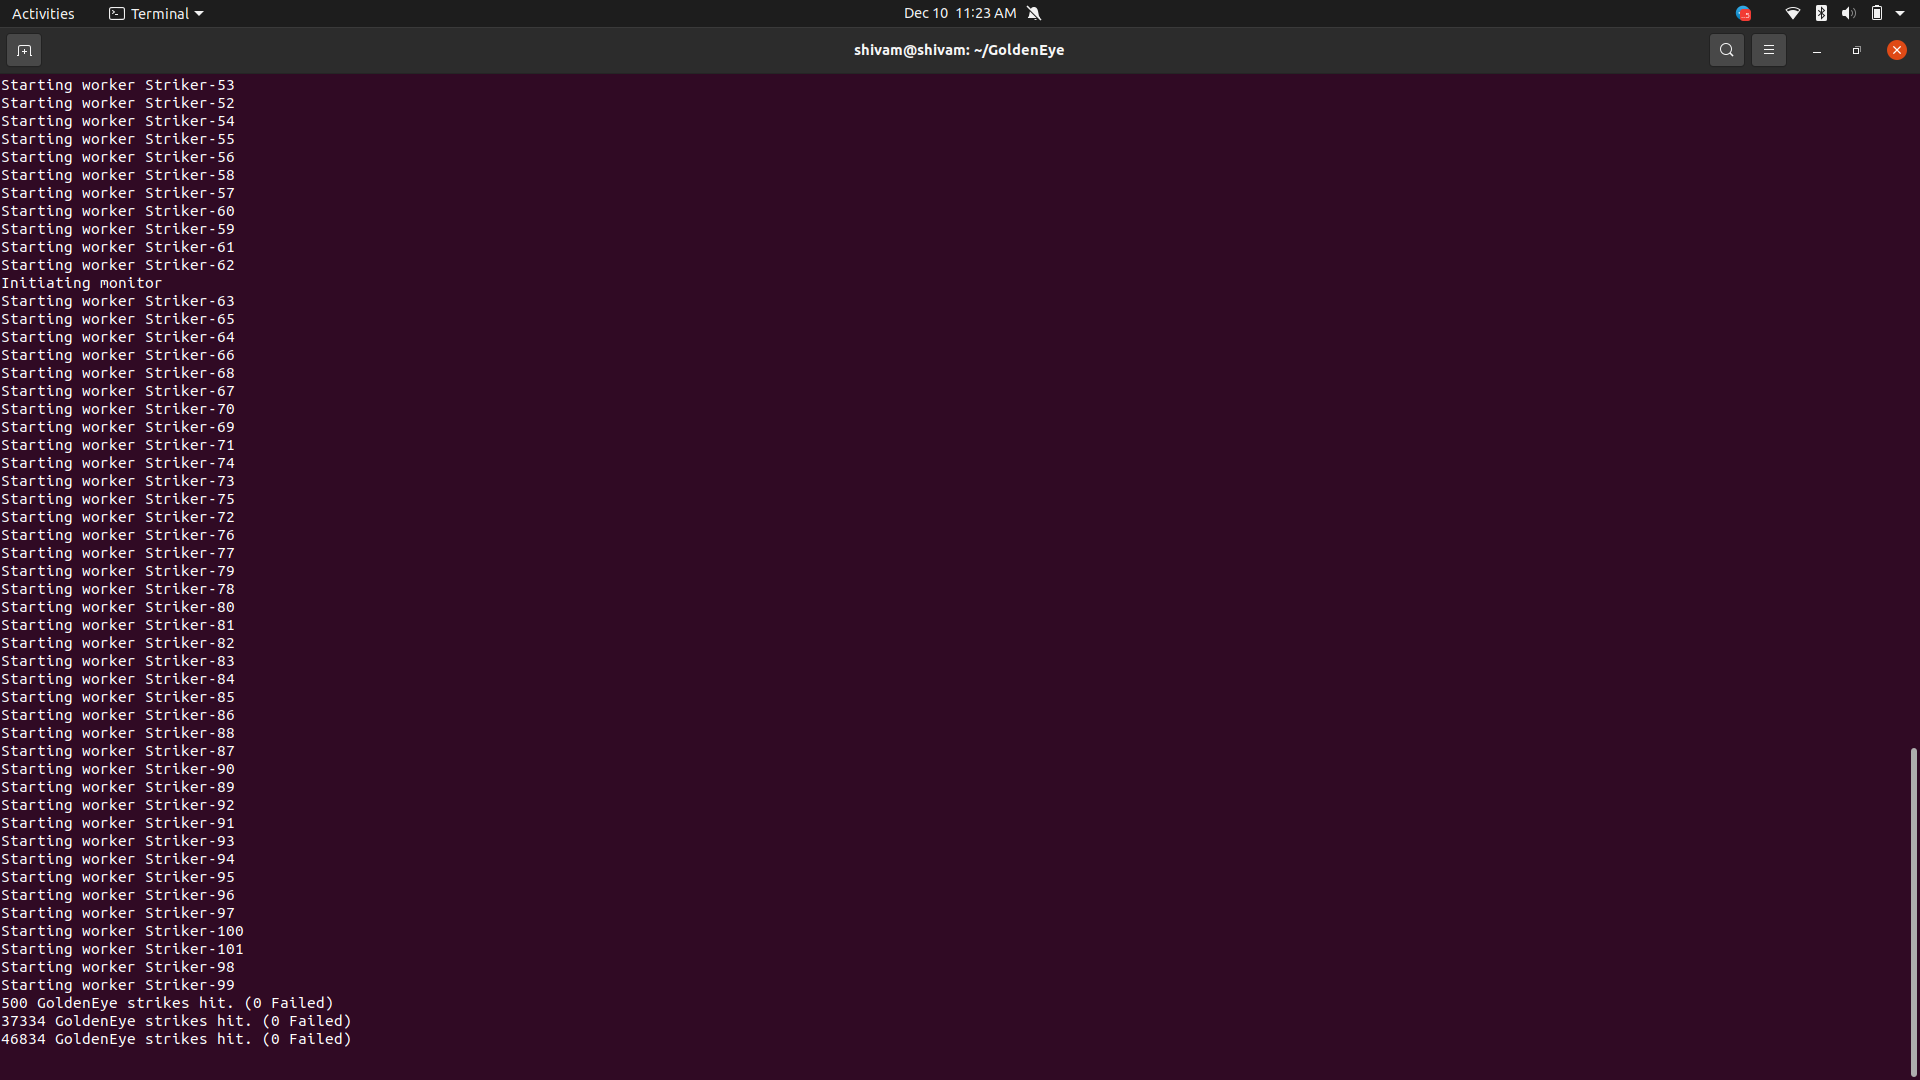 Activities Terminal Dec 10 11:23 AM
shivam@shivam: ~/GoldenEye
Starting worker Striker-53
Starting worker Striker-52
Starting worker Striker-54
Starting worker Striker-55
Starting worker Striker-56
Starting worker Striker-58
Starting worker Striker-57
Starting worker Striker-60
Starting worker Striker-59
Starting worker Striker-61
Starting worker Striker-62
Initiating monitor
Starting worker Striker-63
Starting worker Striker-65
Starting worker Striker-64
Starting worker Striker-66
Starting worker Striker-68
Starting worker Striker-67
Starting worker Striker-70
Starting worker Striker-69
Starting worker Striker-71
Starting worker Striker-74
Starting worker Striker-73
Starting worker Striker-75
Starting worker Striker-72
Starting worker Striker-76
Starting worker Striker-77
Starting worker Striker-79
Starting worker Striker-78
Starting worker Striker-80
Starting worker Striker-81
Starting worker Striker-82
Starting worker Striker-83
Starting worker Striker-84
Starting worker Striker-85
Starting worker Striker-86
Starting worker Striker-88
Starting worker Striker-87
Starting worker Striker-90
Starting worker Striker-89
Starting worker Striker-92
Starting worker Striker-91
Starting worker Striker-93
Starting worker Striker-94
Starting worker Striker-95
Starting worker Striker-96
Starting worker Striker-97
Starting worker Striker-100
Starting worker Striker-101
Starting worker Striker-98
Starting worker Striker-99
500 GoldenEye strikes hit. (0 Failed)
37334 GoldenEye strikes hit. (0 Failed)
46834 GoldenEye strikes hit. (0 Failed)